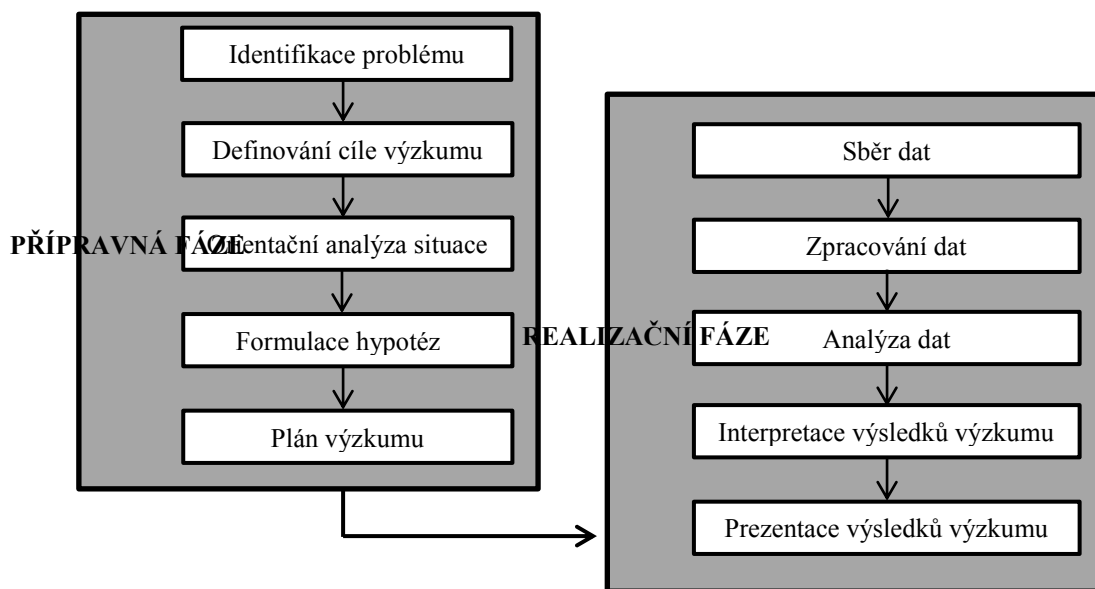 PŘÍPRAVNÁ FÁZE
Identifikace problému
Definování cíle výzkumu
Orientační analýza situace
Formulace hypotéz
Plán výzkumu
REALIZAČNÍ FÁZE
Sběr dat
Zpracování dat
Analýza dat
Interpretace výsledků výzkumu
Prezentace výsledků výzkumu